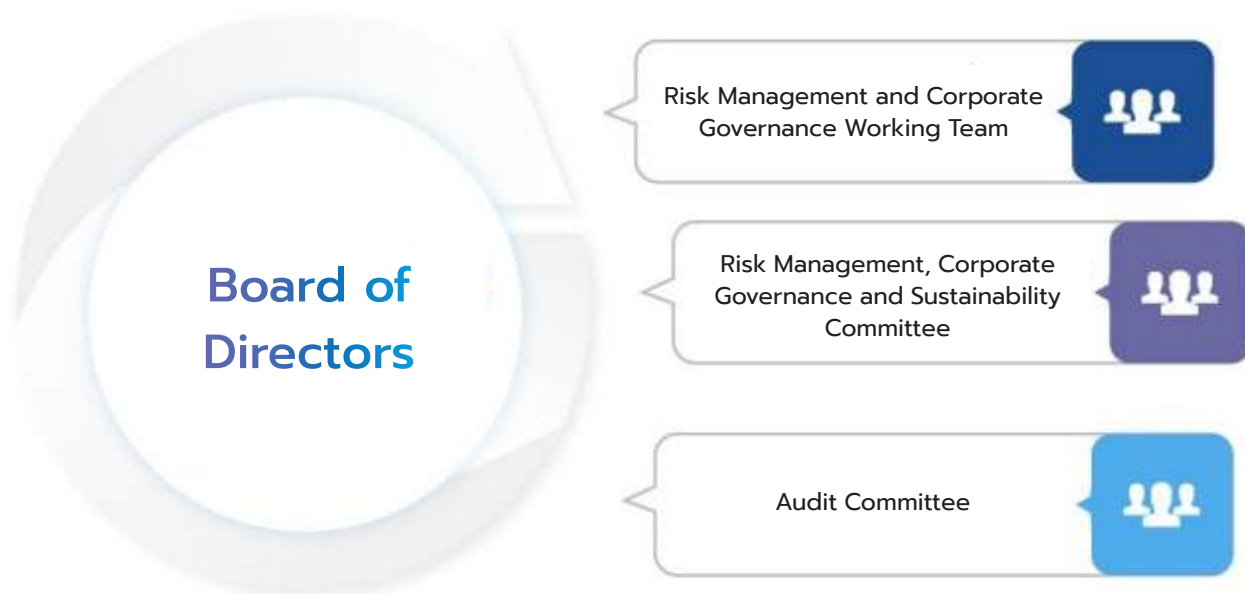 Board of
Directors
Risk Management and Corporate
Governance Working Team
Risk Management, Corporate
Governance and Sustainability
Committee
Audit Committee